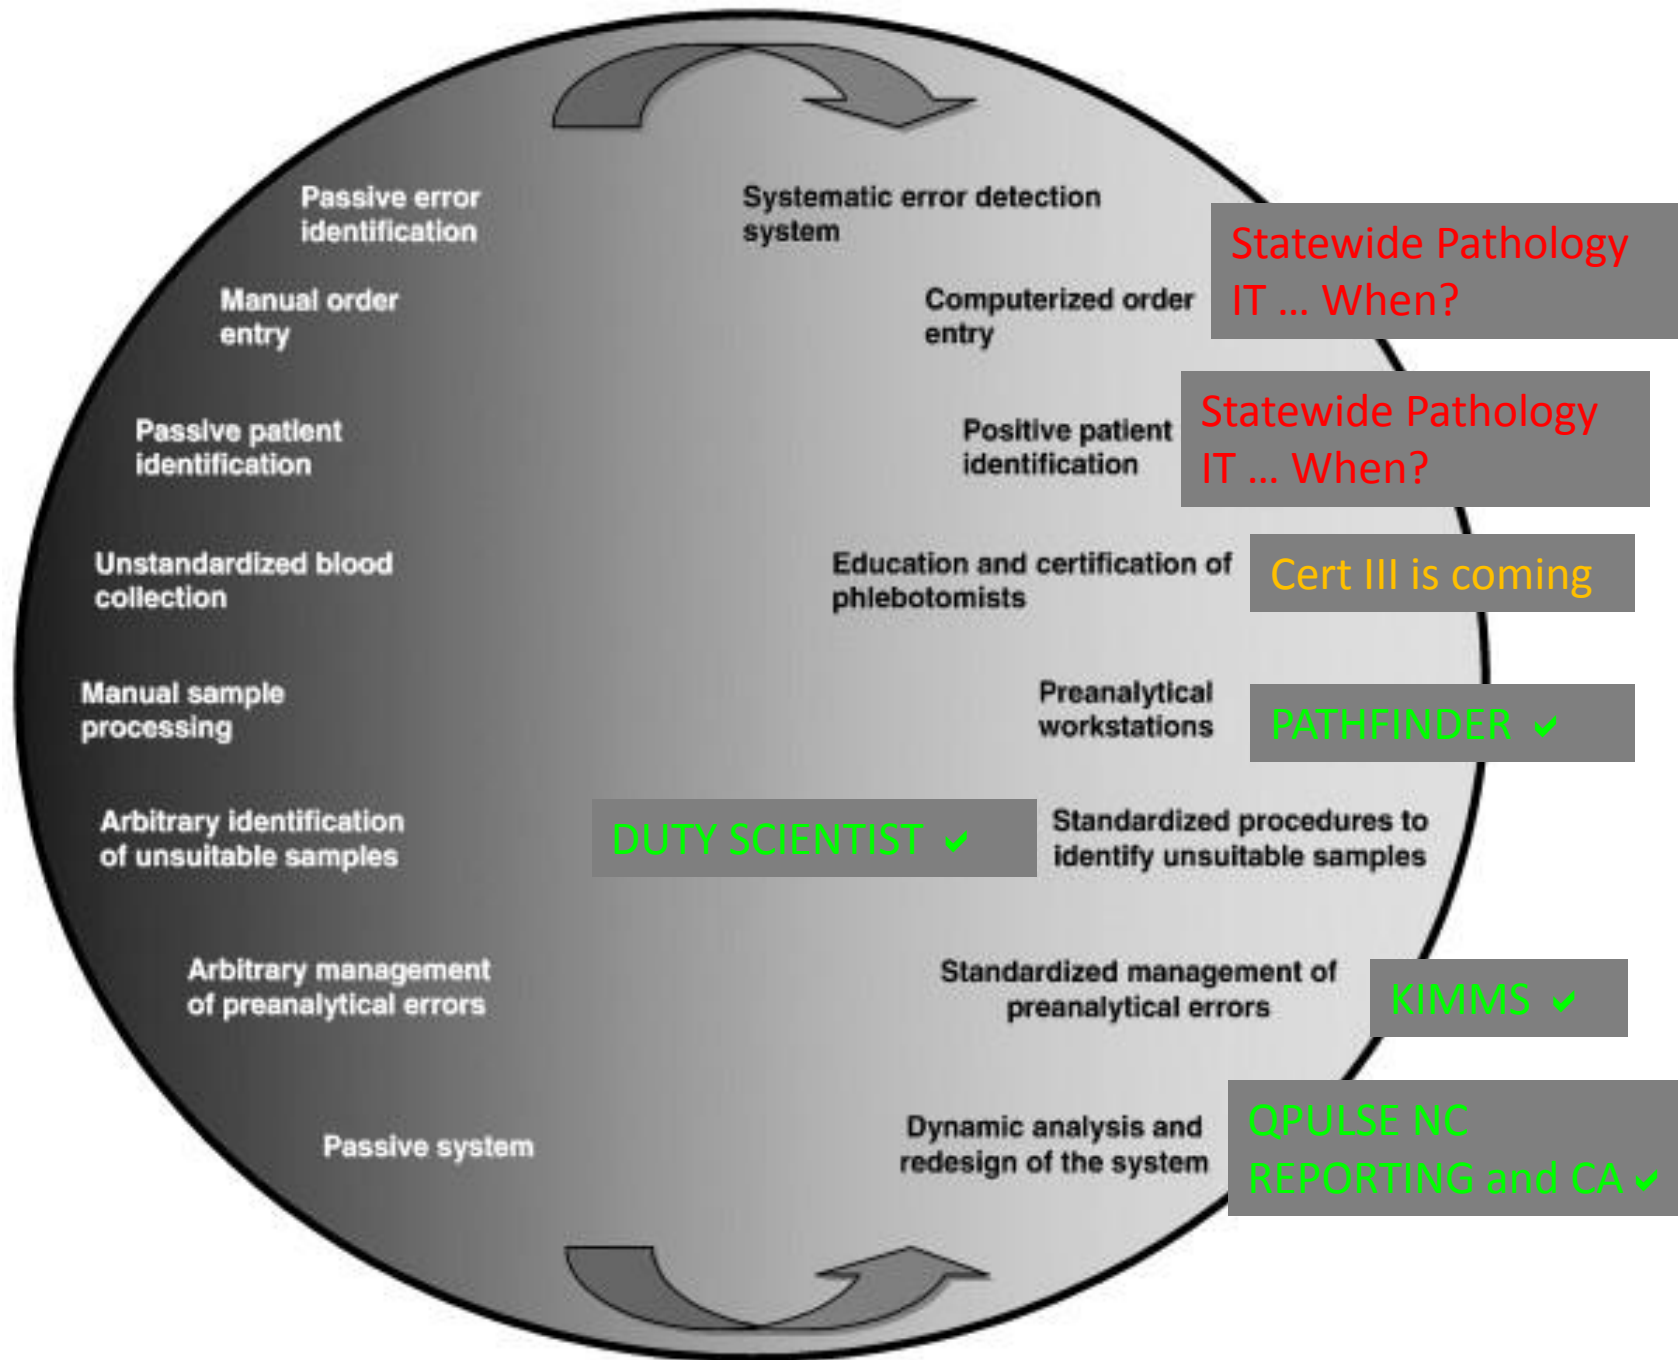 Passive error
identification
Systematic error detection
system
Statewide Pathology
IT ... When?
Manual order
entry
Computerized order
entry
Passive patient
identification
Positive patient
identification
Statewide Pathology
IT ... When?
Unstandardized blood
collection
Education and certification of
phlebotomists
Cert III is coming
Manual sample
processing
Preanalytical
workstations
PATHFINDER ✔
Arbitrary identification
of unsuitable samples
DUTY SCIENTIST ✔
Standardized procedures to
identify unsuitable samples
Arbitrary management
of preanalytical errors
Standardized management of
preanalytical errors
KIMMS ✔
Passive system
Dynamic analysis and
redesign of the system
QPULSE NC
REPORTING and CA ✔